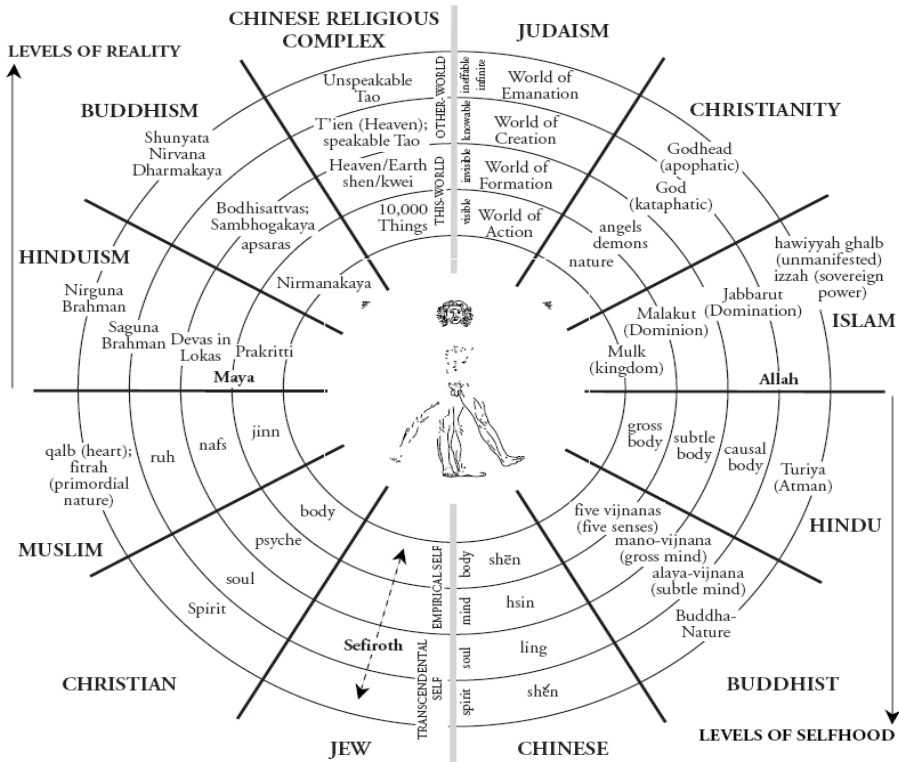 CHINESE RELIGIOUS
COMPLEX
JUDAISM
LEVELS OF REALITY
BUDDHISM
CHRISTIANITY
Unspeakable
Tao
OTHER-WORLD
ineffable
infinite
World of
Emanation
T'ien (Heaven);
speakable Tao
knowable
World of
Creation
Shunyata
Nirvana
Dharmakaya
Godhead
(apophatic)
Heaven/Earth
shen/kwei
THIS-WORLD
invisible
World of
Formation
God
(kataphatic)
Bodhisattvas;
Sambhogakaya
apsaras
10,000
Things
visible
World of
Action
angels
demons
nature
HINDUISM
Nirmanakaya
hawiyyah ghalb
(unmanifested)
izzah (sovereign
power)
ISLAM
Nirguna
Brahman
Saguna
Brahman
Devas in
Lokas
Prakritti
Maya
Mulk
(kingdom)
Malakut
(Dominion)
Jabbarut
(Domination)
Allah
qalb (heart);
fitrah
(primordial
nature)
ruh
nafs
jinn
gross
body
subtle
body
causal
body
Turiya
(Atman)
MUSLIM
HINDU
body
psyche
soul
Spirit
five vijnanas
(five senses)
mano-vijnana
(gross mind)
alaya-vijnana
(subtle mind)
Buddha-
Nature
EMPIRICAL SELF
body
shēn
mind
hsin
Sefiroth
TRANSCENDENTAL
SELF
soul
ling
spirit
shĕn
CHRISTIAN
BUDDHIST
JEW
CHINESE
LEVELS OF SELFHOOD